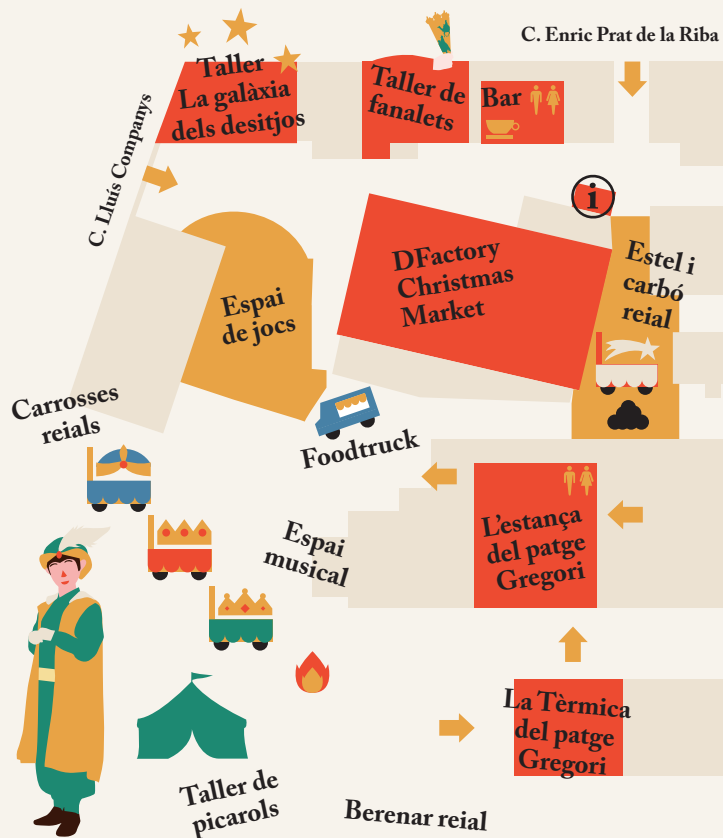 C. Enric Prat de la Riba
Taller
La galàxia
dels desitjos
Taller de
fanalets
Bar
C. Lluís Companys
i
DFactory
Christmas
Market
Estel i
carbó
reial
Espai
de jocs
Carrosses
reials
Foodtruck
L'estança
del patge
Gregori
Espai
musical
La Tèrmica
del patge
Gregori
Taller de
picarols
Berenar reial